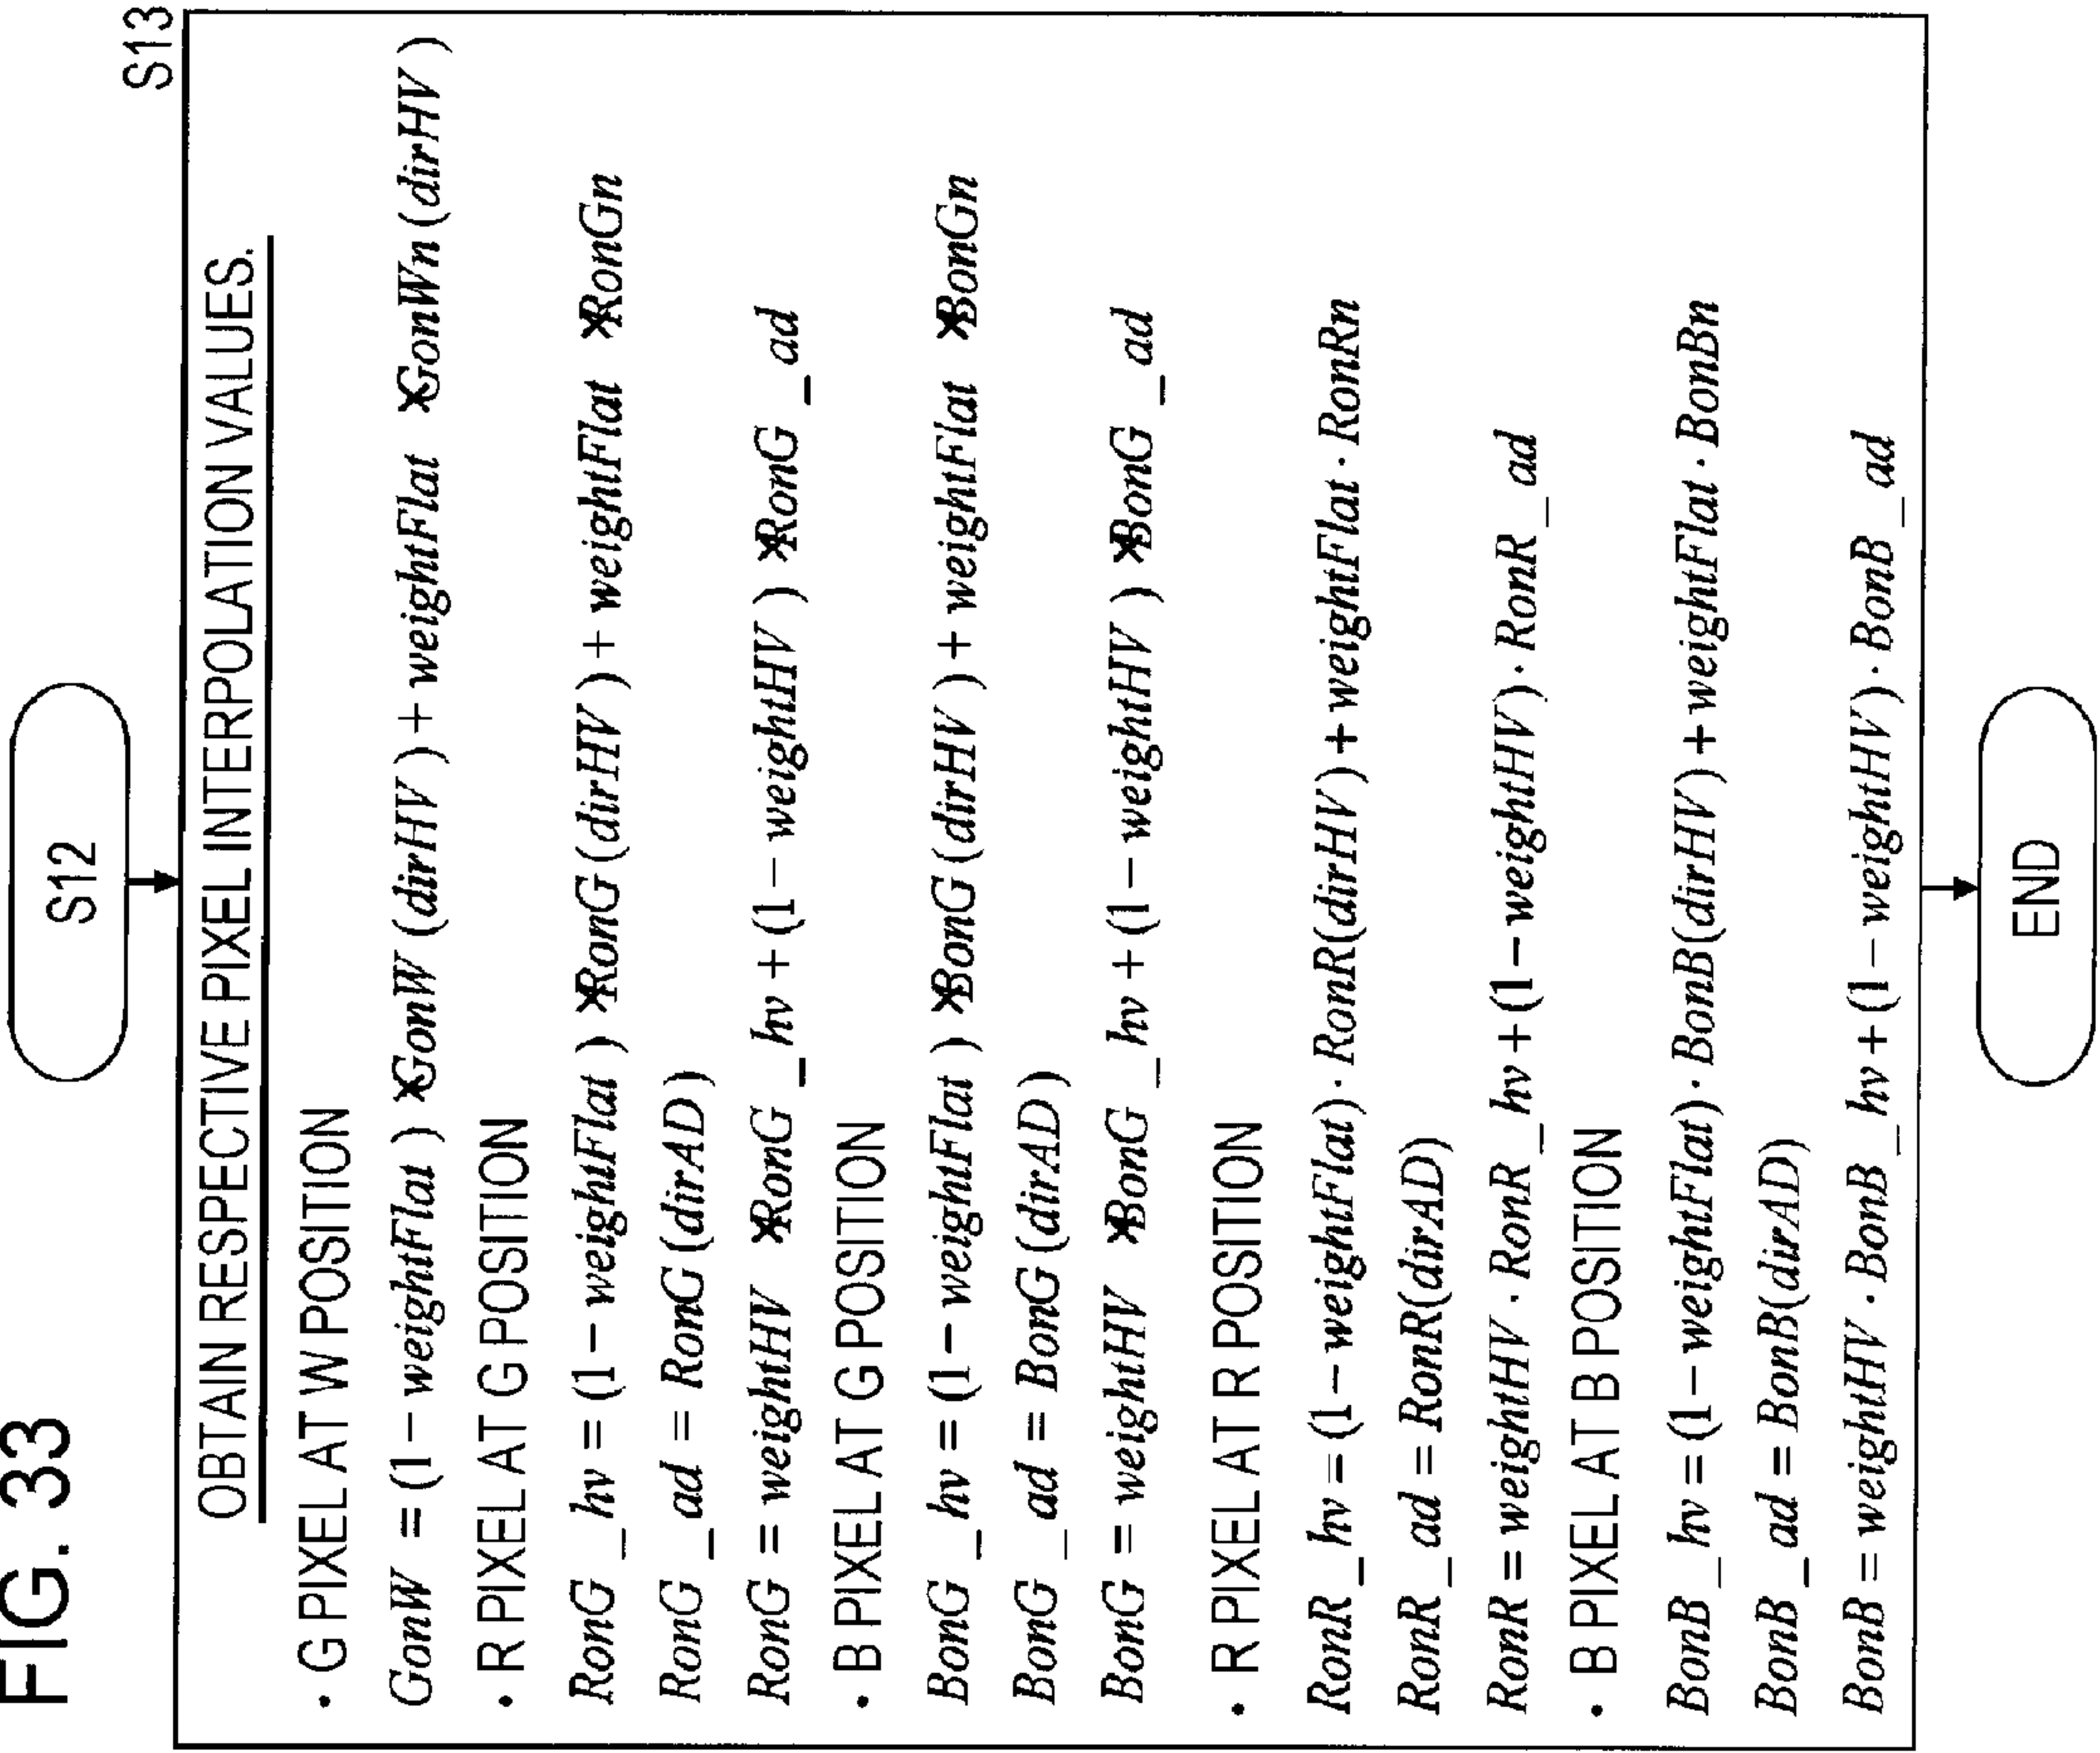 FIG. 33
S12
S13
OBTAIN RESPECTIVE PIXEL INTERPOLATION VALUES.
• G PIXEL AT W POSITION
GonW = (1 − weightFlat) × GonW (dirHV) + weightFlat × GonWn (dirHV)
• R PIXEL AT G POSITION
RonG_hv = (1 − weightFlat) × RonG (dirHV) + weightFlat × RonGn
RonG_ad = RonG (dirAD)
RonG = weightHV × RonG_hv + (1 − weightHV) × RonG_ad
• B PIXEL AT G POSITION
BonG_hv = (1 − weightFlat) × BonG (dirHV) + weightFlat × BonGn
BonG_ad = BonG (dirAD)
BonG = weightHV × BonG_hv + (1 − weightHV) × BonG_ad
• R PIXEL AT R POSITION
RonR_hv = (1 − weightFlat) · RonR(dirHV) + weightFlat · RonRn
RonR_ad = RonR(dirAD)
RonR = weightHV · RonR_hv + (1 − weightHV) · RonR_ad
• B PIXEL AT B POSITION
BonB_hv = (1 − weightFlat) · BonB(dirHV) + weightFlat · BonBn
BonB_ad = BonB(dirAD)
BonB = weightHV · BonB_hv + (1 − weightHV) · BonB_ad
END